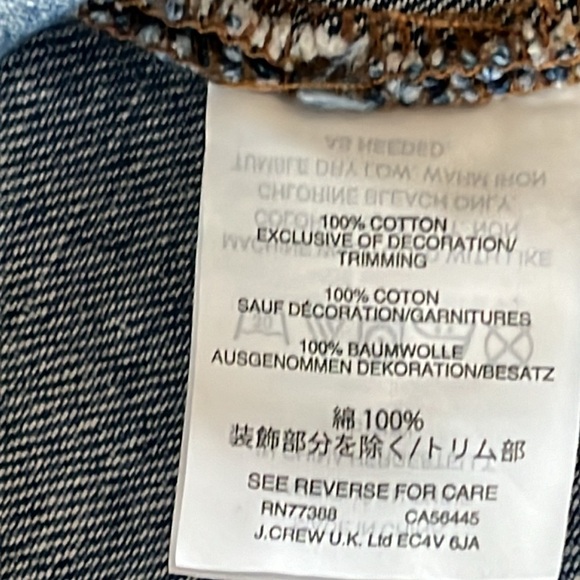 100% COTTON
EXCLUSIVE OF DECORATION/
TRIMMING
100% COTON
SAUF DÉCORATION/GARNITURES
100% BAUMWOLLE
AUSGENOMMEN DEKORATION/BESATZ
綿 100%
装飾部分を除く/トリム部
SEE REVERSE FOR CARE
RN77388 CA56445
J.CREW U.K. Ltd EC4V 6JA